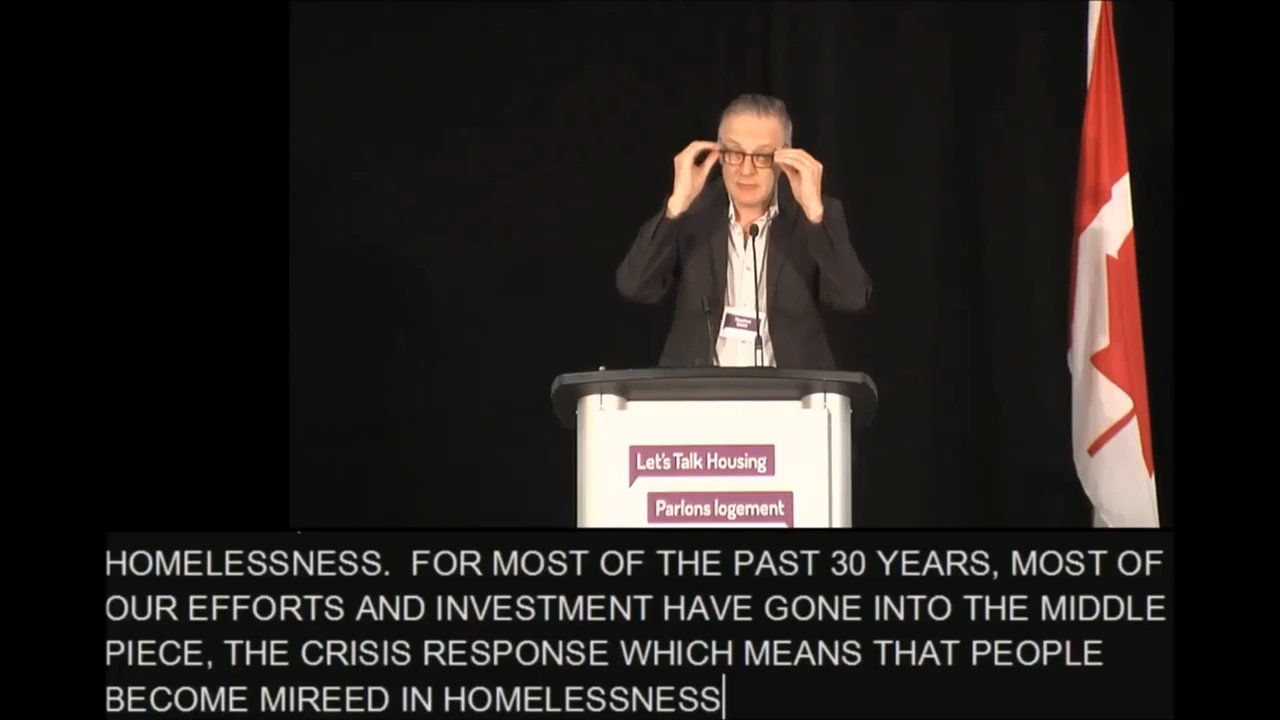 Let's Talk Housing
Parlons logement
HOMELESSNESS. FOR MOST OF THE PAST 30 YEARS, MOST OF
OUR EFFORTS AND INVESTMENT HAVE GONE INTO THE MIDDLE
PIECE, THE CRISIS RESPONSE WHICH MEANS THAT PEOPLE
BECOME MIREED IN HOMELESSNESS